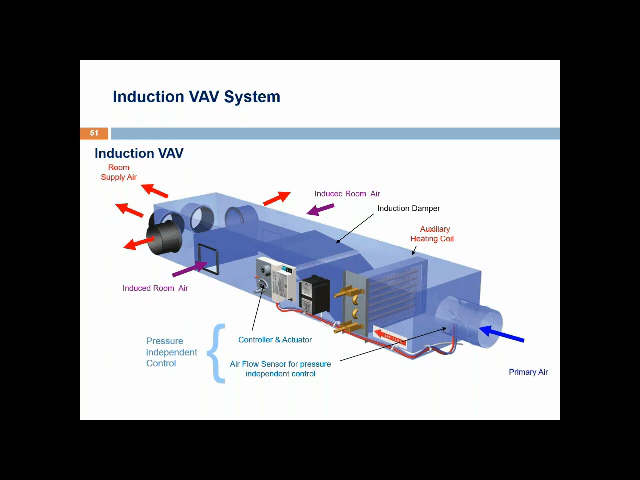 Induction VAV System
51
Induction VAV
Room
Supply Air
Induced Room Air
Induction Damper
Auxiliary
Heating Coil
Induced Room Air
Controller & Actuator
Pressure
independent
Control
Air Flow Sensor for pressure
independent control
Primary Air